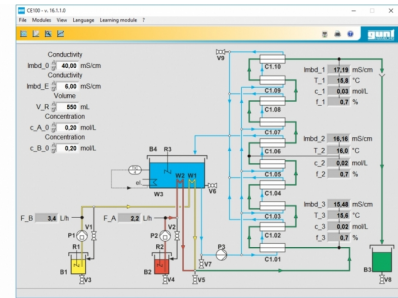 CE100 - v. 16.1.1.0
File Modules View Language Learning module ?
gunt
Conductivity
lmbd_0 40,00 mS/cm
Conductivity
lmbd_E 6,00 mS/cm
Volume
V_R 550 mL
Concentration
c_A_0 0,20 mol/L
Concentration
c_B_0 0,20 mol/L
F_B 3,4 L/h
F_A 2,2 L/h
B4 R3
W2 W1
W3
V6
V1
P1
R1
B1
V3
V2
P2
R2
B2
V4
V5
V7
P3
V9
C1.10
C1.09
C1.08
C1.07
C1.06
C1.05
C1.04
C1.03
C1.02
C1.01
lmbd_1 17,19 mS/cm
T_1 15,8 °C
c_1 0,03 mol/L
f_1 0,7 %
lmbd_2 16,16 mS/cm
T_2 16,0 °C
c_2 0,02 mol/L
f_2 0,7 %
lmbd_3 15,48 mS/cm
T_3 15,6 °C
c_3 0,02 mol/L
f_3 0,7 %
B3
V8